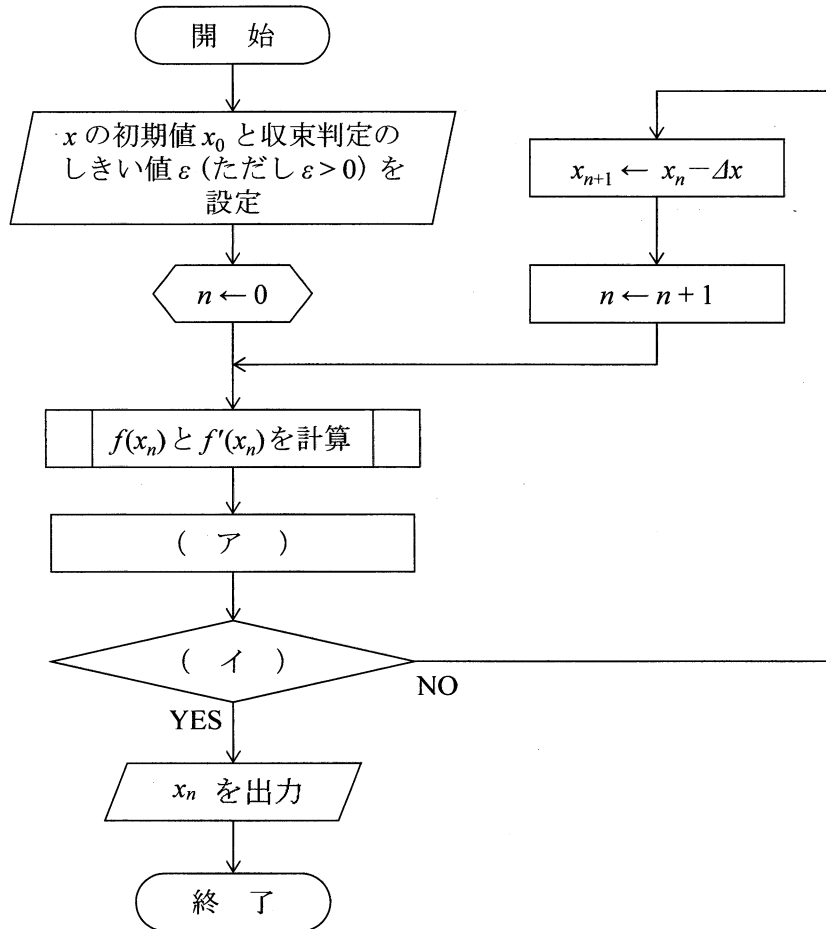 開 始
x の初期値 x₀ と収束判定の
しきい値 ε (ただし ε > 0) を
設定
n ← 0
f(xₙ) と f′(xₙ) を計算
( ア )
( イ )
NO
YES
xₙ を出力
終 了
xₙ₊₁ ← xₙ − Δx
n ← n + 1